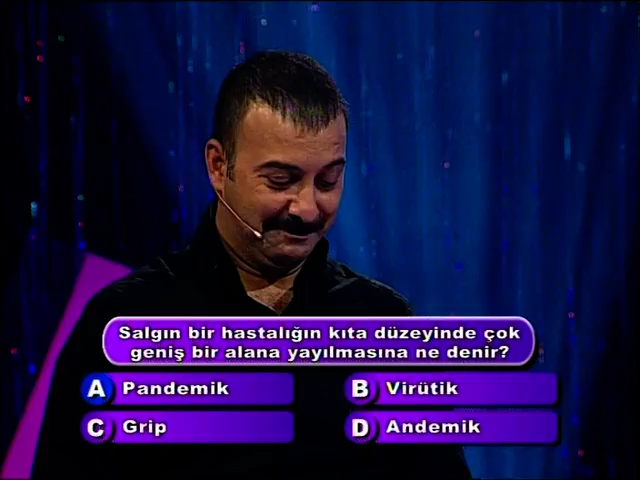 Salgın bir hastalığın kıta düzeyinde çok
geniş bir alana yayılmasına ne denir?
A Pandemik
B Virütik
C Grip
D Andemik